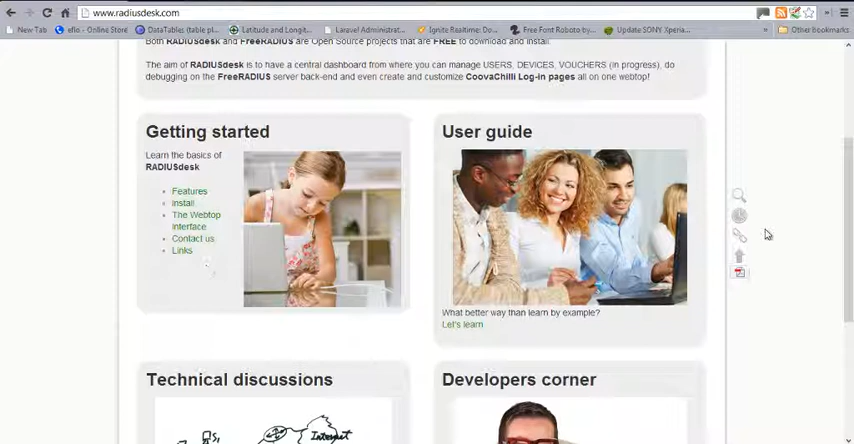 www.radiusdesk.com
New Tab eflo - Online Store DataTables (table pl... Latitude and Longit... Laravel Administrat... Ignite Realtime: Do... Free Font Roboto by... Update SONY Xperia... » Other bookmarks
Both RADIUSdesk and FreeRADIUS are Open Source projects that are FREE to download and install.
The aim of RADIUSdesk is to have a central dashboard from where you can manage USERS, DEVICES, VOUCHERS (in progress), do
debugging on the FreeRADIUS server back-end and even create and customize CoovaChilli Log-in pages all on one webtop!
Getting started
Learn the basics of
RADIUSdesk
Features
Install
The Webtop
Interface
Contact us
Links
User guide
What better way than learn by example?
Let's learn
Technical discussions
Internet
Developers corner